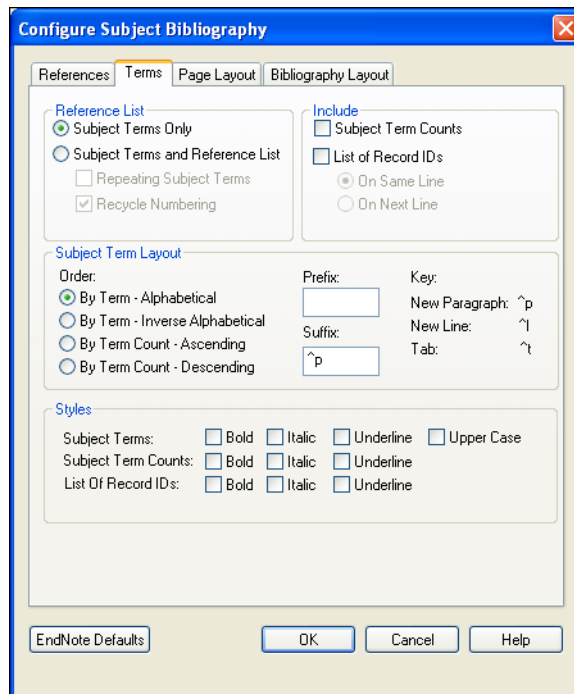 Configure Subject Bibliography
References Terms Page Layout Bibliography Layout
Reference List
Subject Terms Only
Subject Terms and Reference List
Repeating Subject Terms
Recycle Numbering
Include
Subject Term Counts
List of Record IDs
On Same Line
On Next Line
Subject Term Layout
Order:
By Term - Alphabetical
By Term - Inverse Alphabetical
By Term Count - Ascending
By Term Count - Descending
Prefix:
Suffix:
^p
Key:
New Paragraph: ^p
New Line: ^l
Tab: ^t
Styles
Subject Terms: Bold Italic Underline Upper Case
Subject Term Counts: Bold Italic Underline
List Of Record IDs: Bold Italic Underline
EndNote Defaults OK Cancel Help